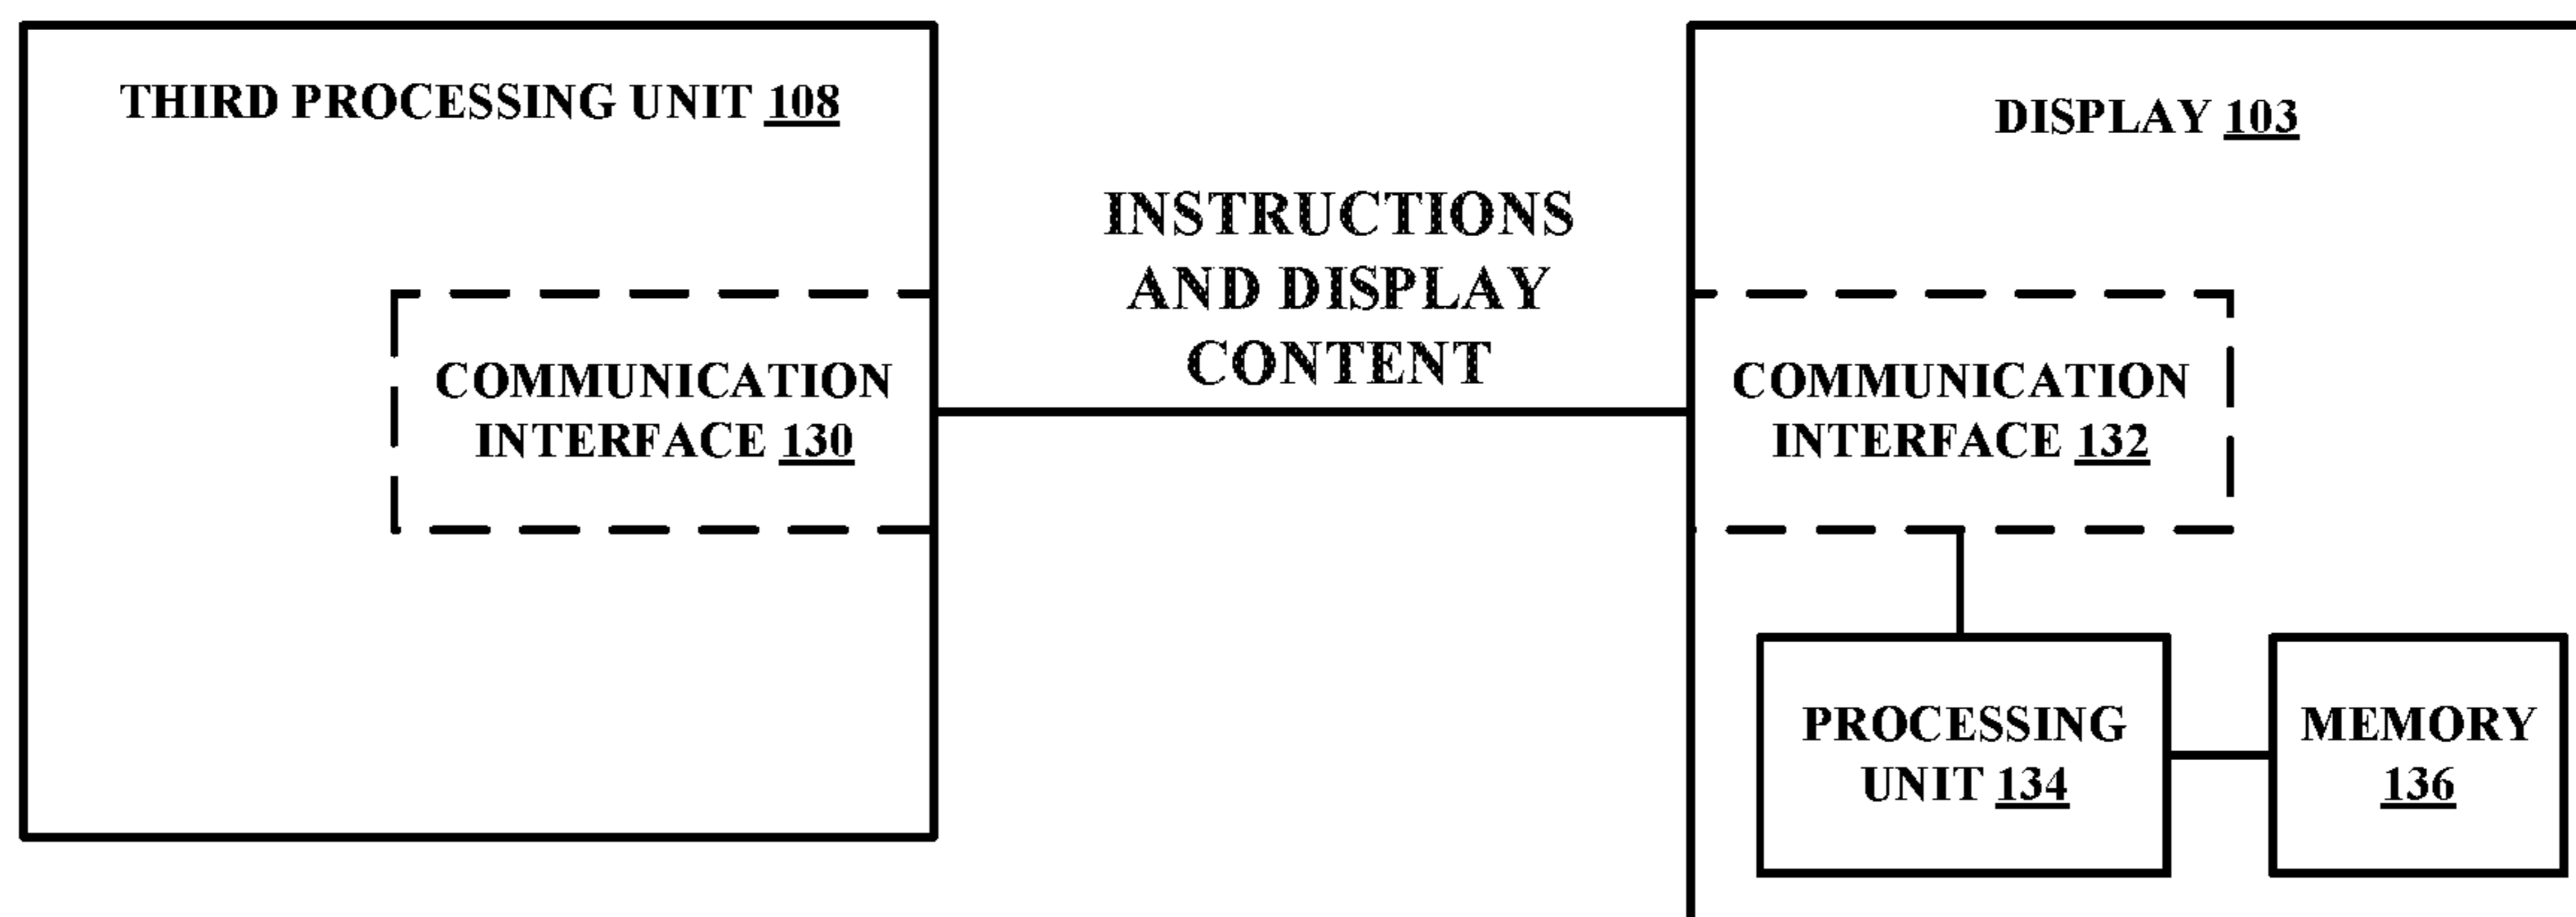 THIRD PROCESSING UNIT 108
DISPLAY 103
INSTRUCTIONS
AND DISPLAY
CONTENT
COMMUNICATION
INTERFACE 130
COMMUNICATION
INTERFACE 132
PROCESSING
UNIT 134
MEMORY
136